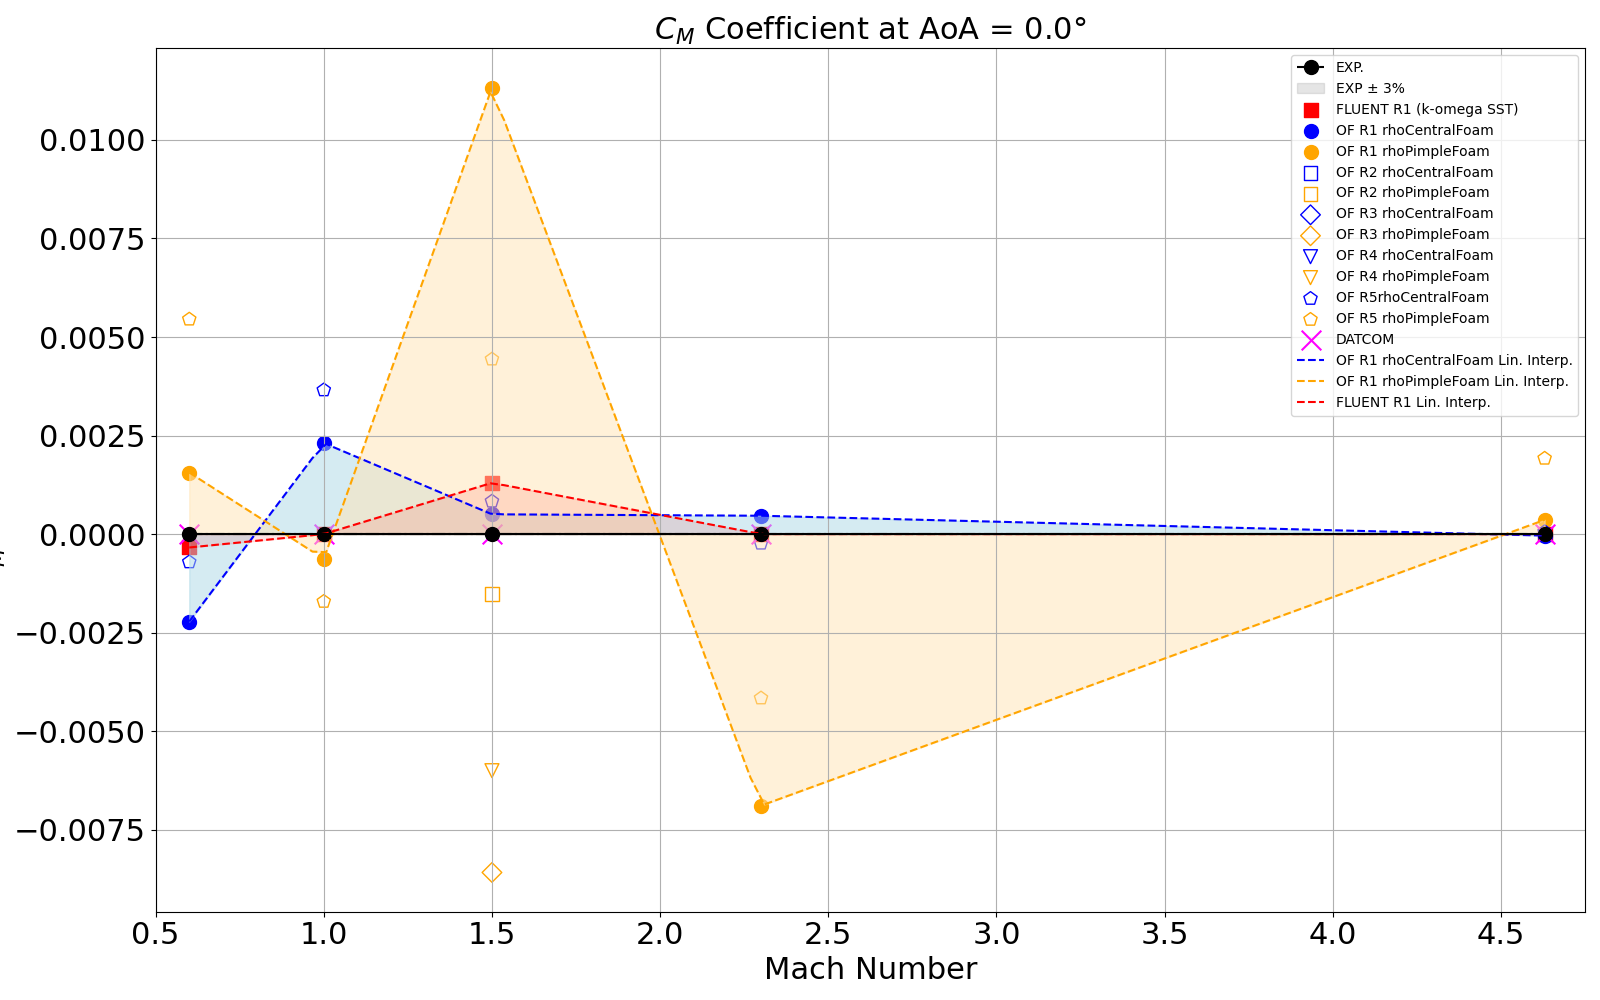 C_M Coefficient at AoA = 0.0°
EXP.
EXP ± 3%
FLUENT R1 (k-omega SST)
OF R1 rhoCentralFoam
OF R1 rhoPimpleFoam
OF R2 rhoCentralFoam
OF R2 rhoPimpleFoam
OF R3 rhoCentralFoam
OF R3 rhoPimpleFoam
OF R4 rhoCentralFoam
OF R4 rhoPimpleFoam
OF R5rhoCentralFoam
OF R5 rhoPimpleFoam
DATCOM
OF R1 rhoCentralFoam Lin. Interp.
OF R1 rhoPimpleFoam Lin. Interp.
FLUENT R1 Lin. Interp.
0.0100
0.0075
0.0050
0.0025
0.0000
−0.0025
−0.0050
−0.0075
0.5 1.0 1.5 2.0 2.5 3.0 3.5 4.0 4.5
Mach Number